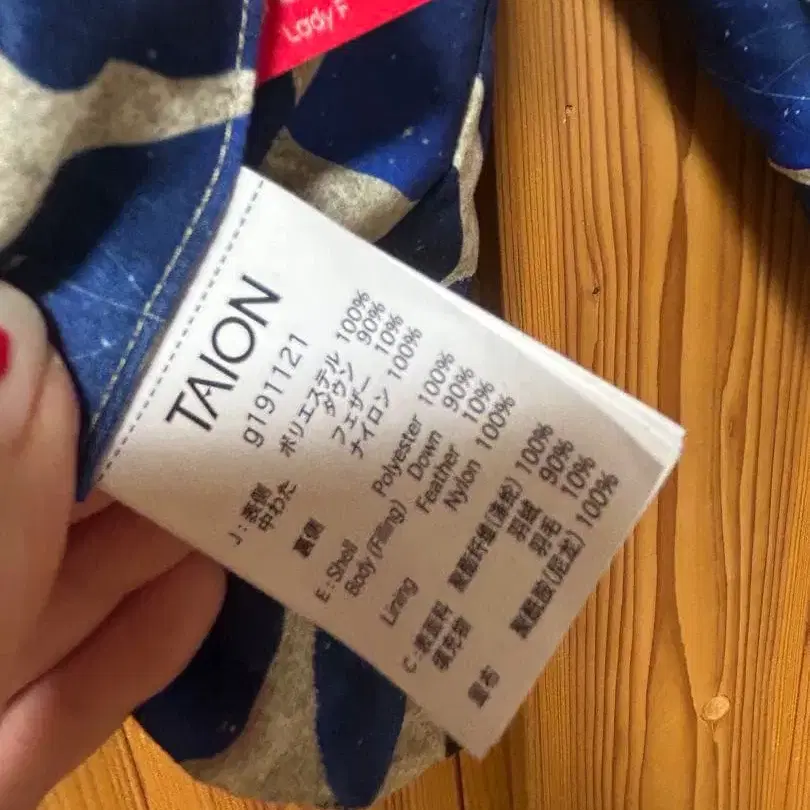 Lady F
TAION
g191121
J : 表側 ポリエステル 100%
中わた ダウン 90%
フェザー 10%
裏側 ナイロン 100%
E : Shell Polyester 100%
Body (Filling) Down 90%
Feather 10%
Lining Nylon 100%
C : 表面料 聚酯纤维(涤纶) 100%
填充物 羽绒 90%
羽毛 10%
里布 聚酰胺(尼龙) 100%